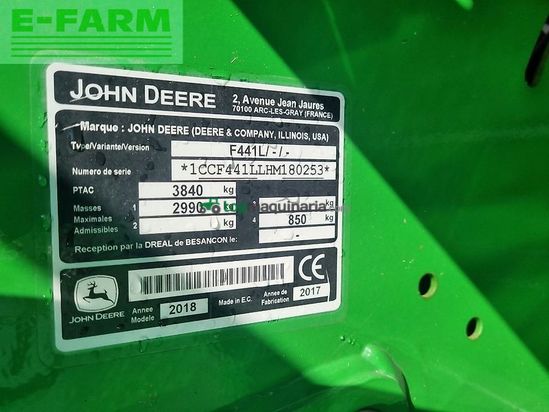 E-FARM
JOHN DEERE
2, Avenue Jean Jaures
70100 ARC-LES-GRAY (FRANCE)
Marque : JOHN DEERE (DEERE & COMPANY, ILLINOIS, USA)
Type/Variante/Version F441L/-/-
Numero de serie *1CCF441LLHM180253*
PTAC 3840 kg
Masses 1 2990 4 850 kg
Maximales
Admissibles 2 kg -
Reception par la DREAL de BESANCON le:
CE
JOHN DEERE
Annee Modele 2018
Made in E.C.
Annee de Fabrication 2017